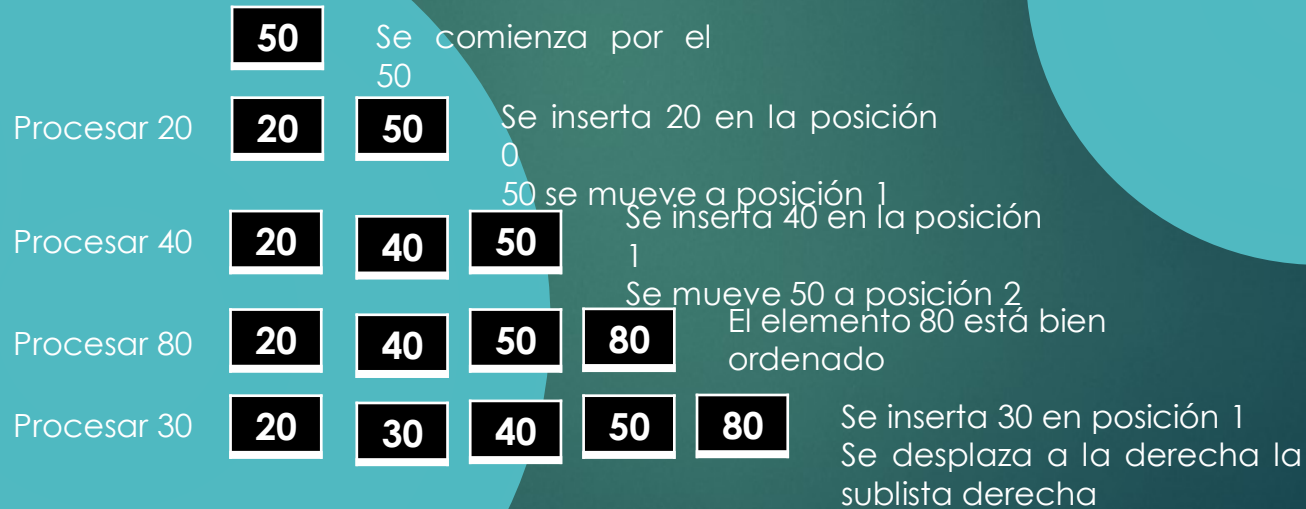 50
Se comienza por el
50
Procesar 20
20 50
Se inserta 20 en la posición
0
50 se mueve a posición 1
Procesar 40
20 40 50
Se inserta 40 en la posición
1
Se mueve 50 a posición 2
Procesar 80
20 40 50 80
El elemento 80 está bien
ordenado
Procesar 30
20 30 40 50 80
Se inserta 30 en posición 1
Se desplaza a la derecha la
sublista derecha